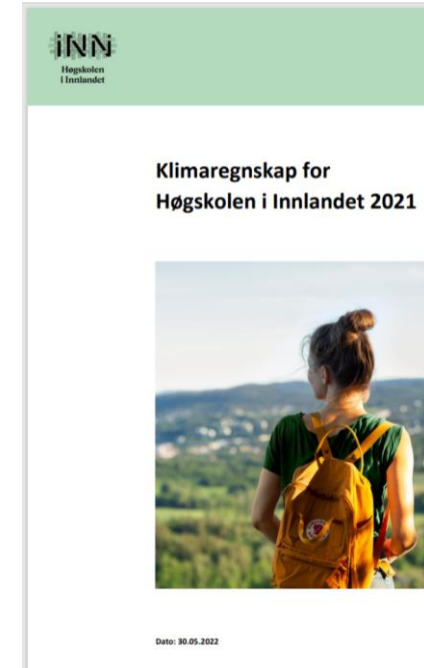 iNN
Høgskolen
i Innlandet
Klimaregnskap for
Høgskolen i Innlandet 2021
Dato: 30.05.2022